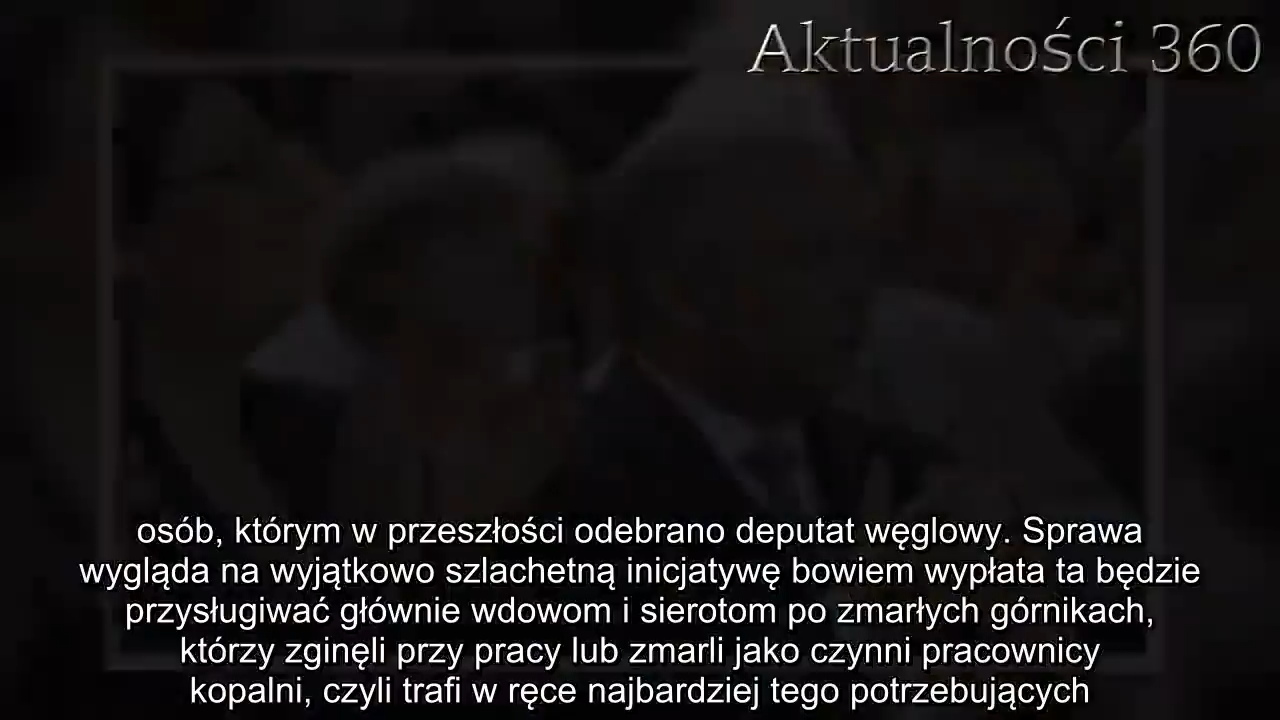 Aktualności 360
osób, którym w przeszłości odebrano deputat węglowy. Sprawa
wygląda na wyjątkowo szlachetną inicjatywę bowiem wypłata ta będzie
przysługiwać głównie wdowom i sierotom po zmarłych górnikach,
którzy zginęli przy pracy lub zmarli jako czynni pracownicy
kopalni, czyli trafi w ręce najbardziej tego potrzebujących